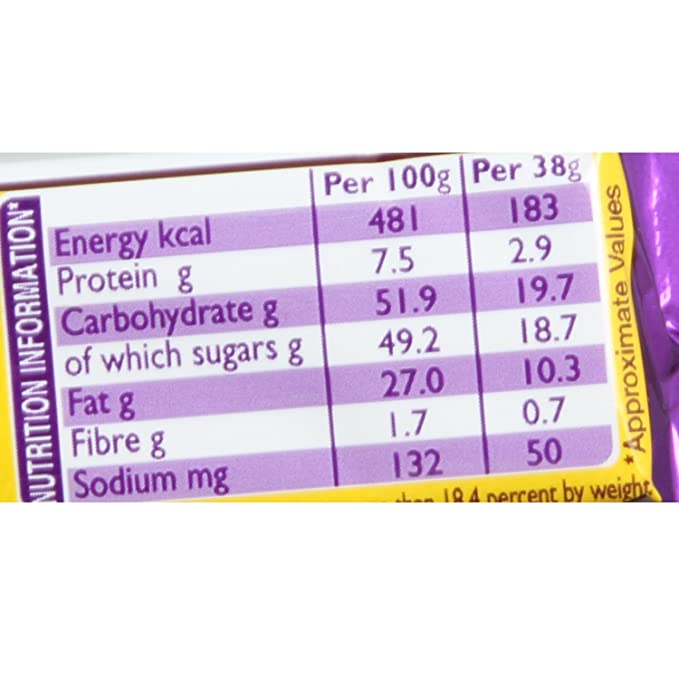 NUTRITION INFORMATION*
Per 100g Per 38g
Energy kcal 481 183
Protein g 7.5 2.9
Carbohydrate g 51.9 19.7
of which sugars g 49.2 18.7
Fat g 27.0 10.3
Fibre g 1.7 0.7
Sodium mg 132 50
*Approximate Values
than 18.4 percent by weight.